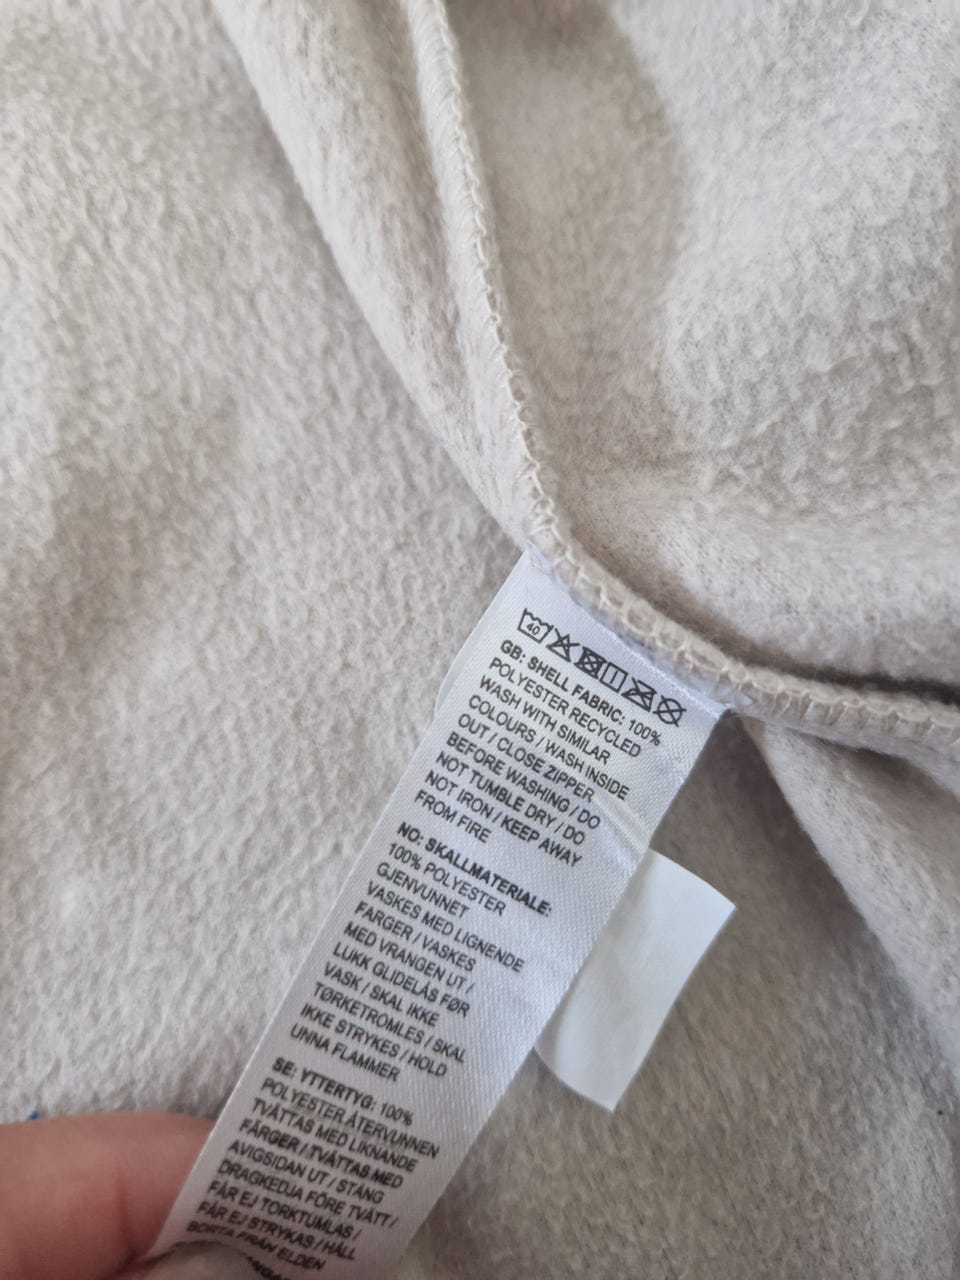 40
GB: SHELL FABRIC: 100%
POLYESTER RECYCLED
WASH WITH SIMILAR
COLOURS / WASH INSIDE
OUT / CLOSE ZIPPER
BEFORE WASHING / DO
NOT TUMBLE DRY / DO
NOT IRON / KEEP AWAY
FROM FIRE
NO: SKALLMATERIALE:
100% POLYESTER
GJENVUNNET
VASKES MED LIGNENDE
FARGER / VASKES
MED VRANGEN UT /
LUKK GLIDELÅS FØR
VASK / SKAL IKKE
TØRKETROMLES / SKAL
IKKE STRYKES / HOLD
UNNA FLAMMER
SE: YTTERTYG: 100%
POLYESTER ÅTERVUNNEN
TVÄTTAS MED LIKNANDE
FÄRGER / TVÄTTAS MED
AVIGSIDAN UT / STÄNG
DRAGKEDJA FÖRE TVÄTT /
FÅR EJ TORKTUMLAS /
FÅR EJ STRYKAS / HÅLL
BORTA FRÅN ELDEN